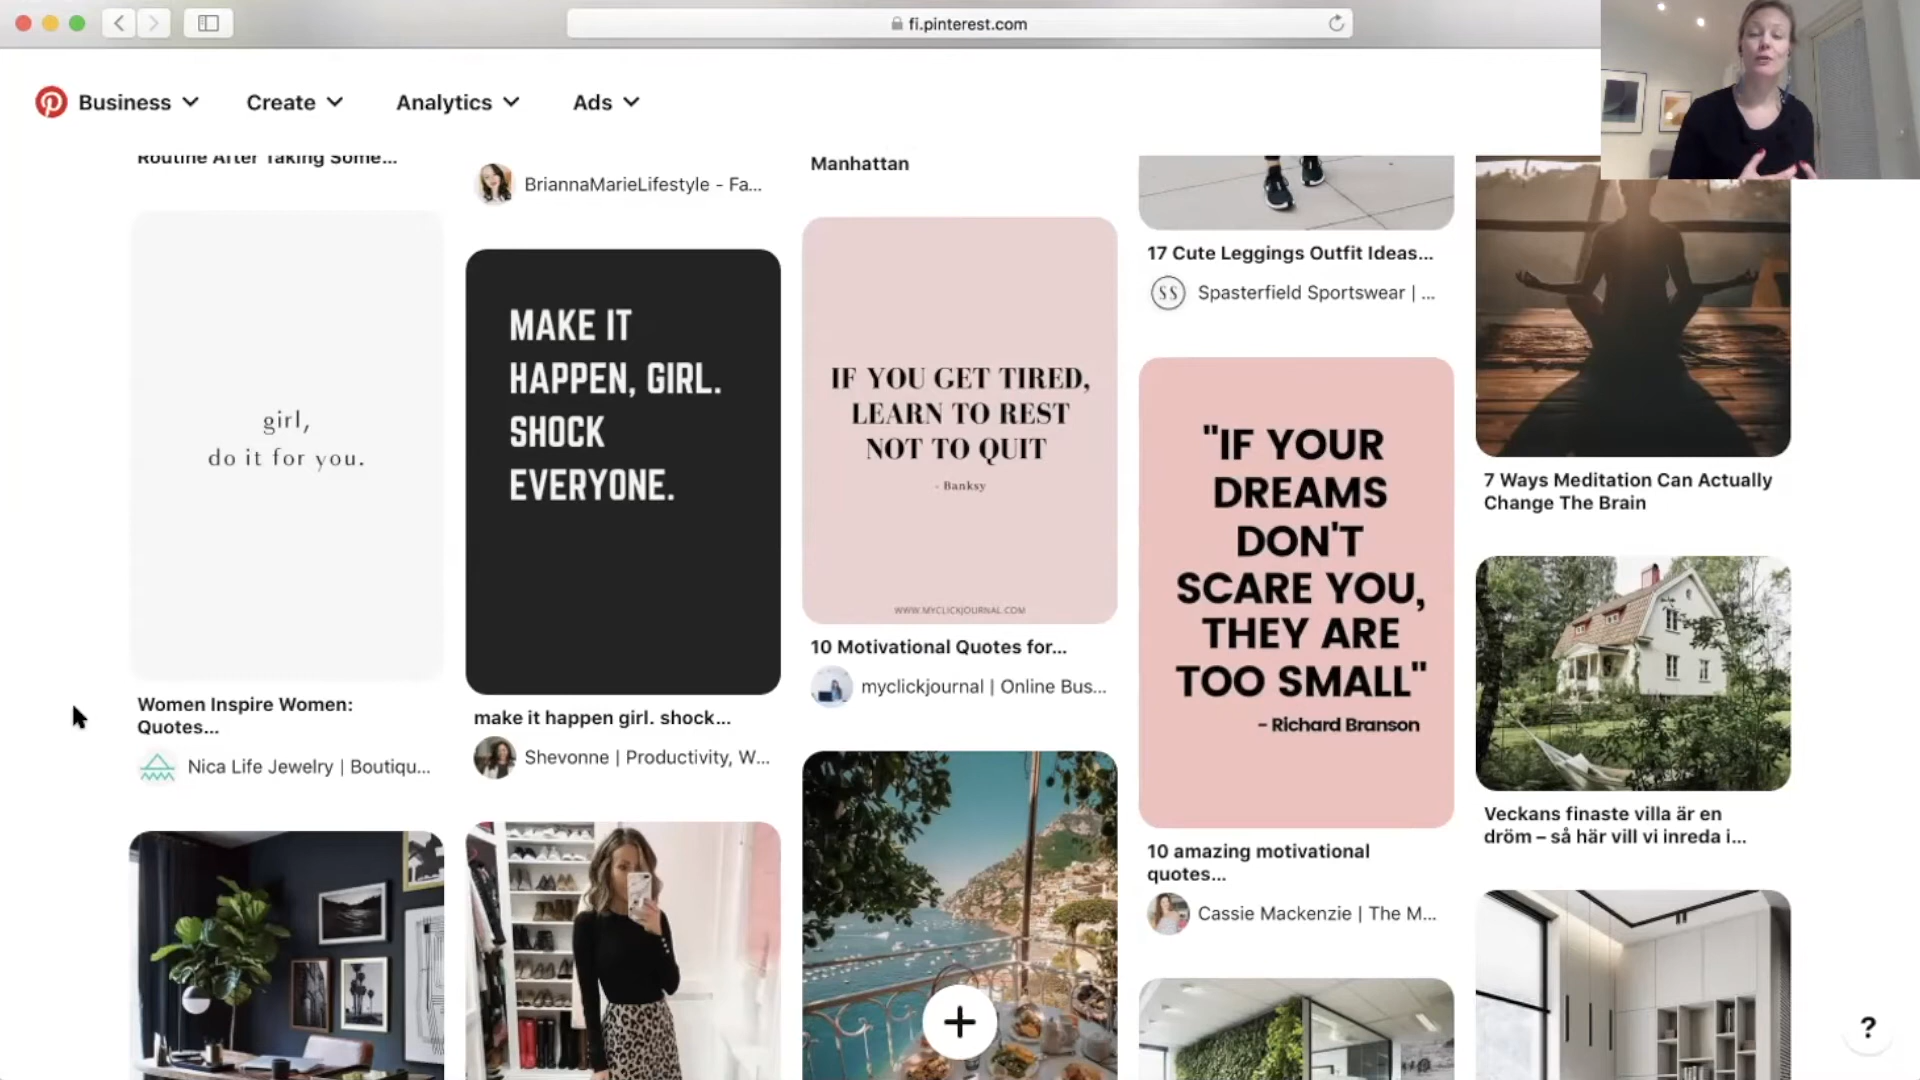 fi.pinterest.com
Business
Create
Analytics
Ads
Routine After Taking Some...
girl,
do it for you.
Women Inspire Women:
Quotes...
Nica Life Jewelry | Boutiqu...
BriannaMarieLifestyle - Fa...
MAKE IT
HAPPEN, GIRL.
SHOCK
EVERYONE.
make it happen girl. shock...
Shevonne | Productivity, W...
Manhattan
IF YOU GET TIRED,
LEARN TO REST
NOT TO QUIT
- Banksy
WWW.MYCLICKJOURNAL.COM
10 Motivational Quotes for...
myclickjournal | Online Bus...
17 Cute Leggings Outfit Ideas...
SS
Spasterfield Sportswear | ...
"IF YOUR
DREAMS
DON'T
SCARE YOU,
THEY ARE
TOO SMALL"
– Richard Branson
10 amazing motivational
quotes...
Cassie Mackenzie | The M...
7 Ways Meditation Can Actually
Change The Brain
Veckans finaste villa är en
dröm – så här vill vi inreda i...
?